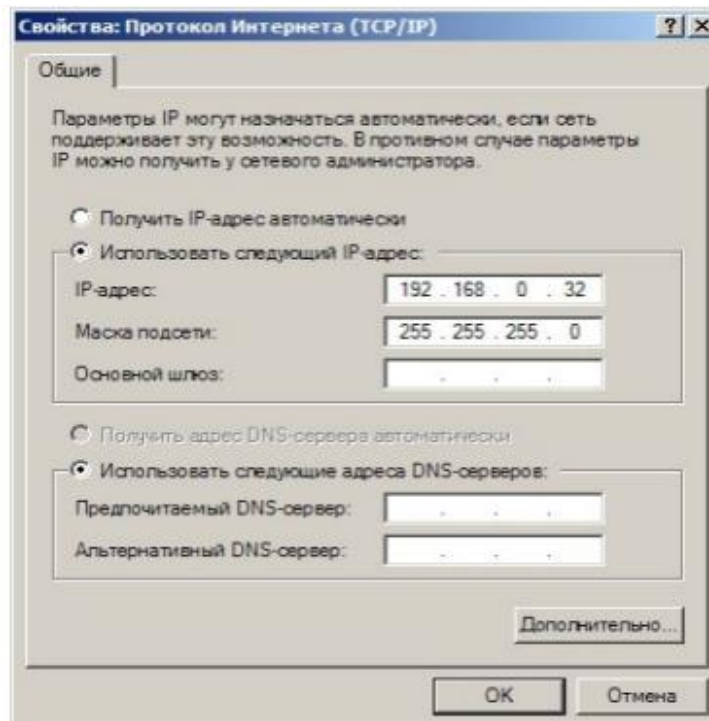 Свойства: Протокол Интернета (TCP/IP)
Общие
Параметры IP могут назначаться автоматически, если сеть
поддерживает эту возможность. В противном случае параметры
IP можно получить у сетевого администратора.
Получить IP-адрес автоматически
Использовать следующий IP-адрес:
IP-адрес: 192 . 168 . 0 . 32
Маска подсети: 255 . 255 . 255 . 0
Основной шлюз: . . .
Получить адрес DNS-сервера автоматически
Использовать следующие адреса DNS-серверов:
Предпочитаемый DNS-сервер: . . .
Альтернативный DNS-сервер: . . .
Дополнительно...
OK Отмена